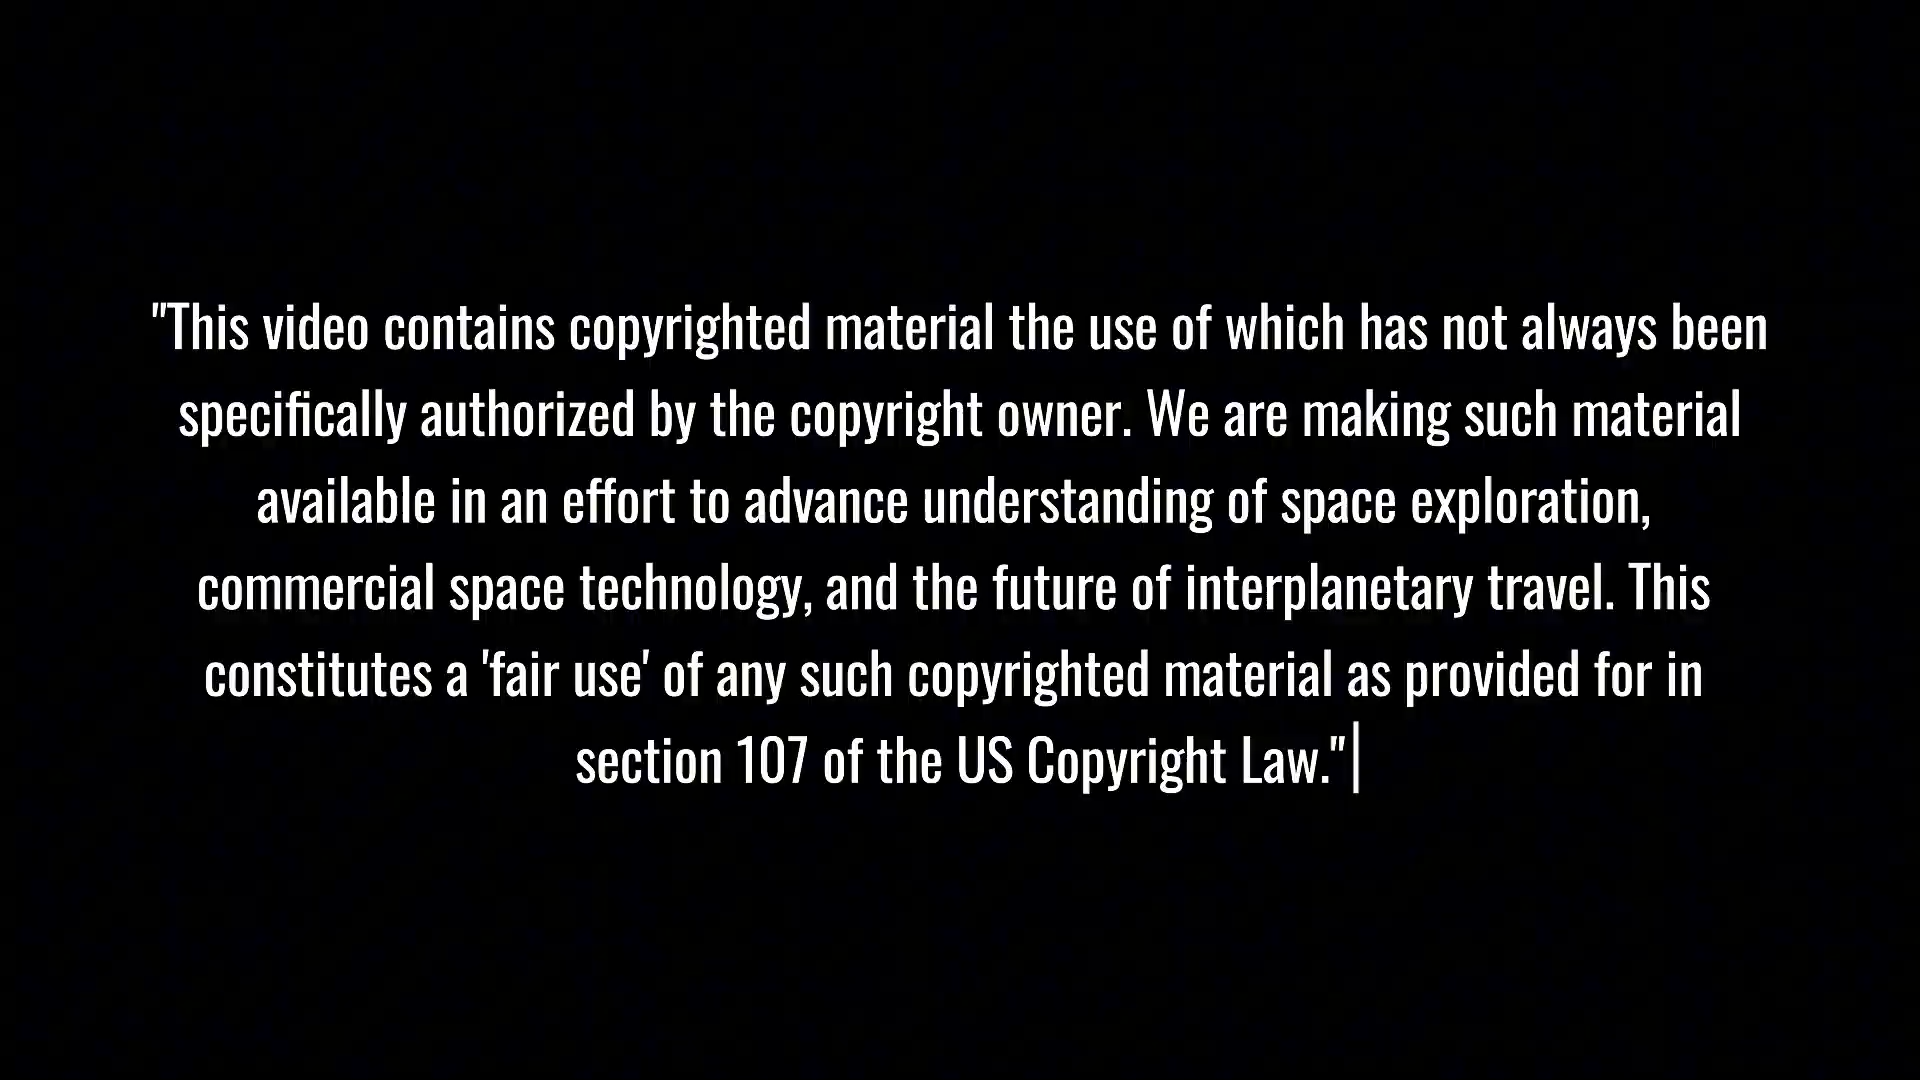 "This video contains copyrighted material the use of which has not always been
specifically authorized by the copyright owner. We are making such material
available in an effort to advance understanding of space exploration,
commercial space technology, and the future of interplanetary travel. This
constitutes a 'fair use' of any such copyrighted material as provided for in
section 107 of the US Copyright Law."